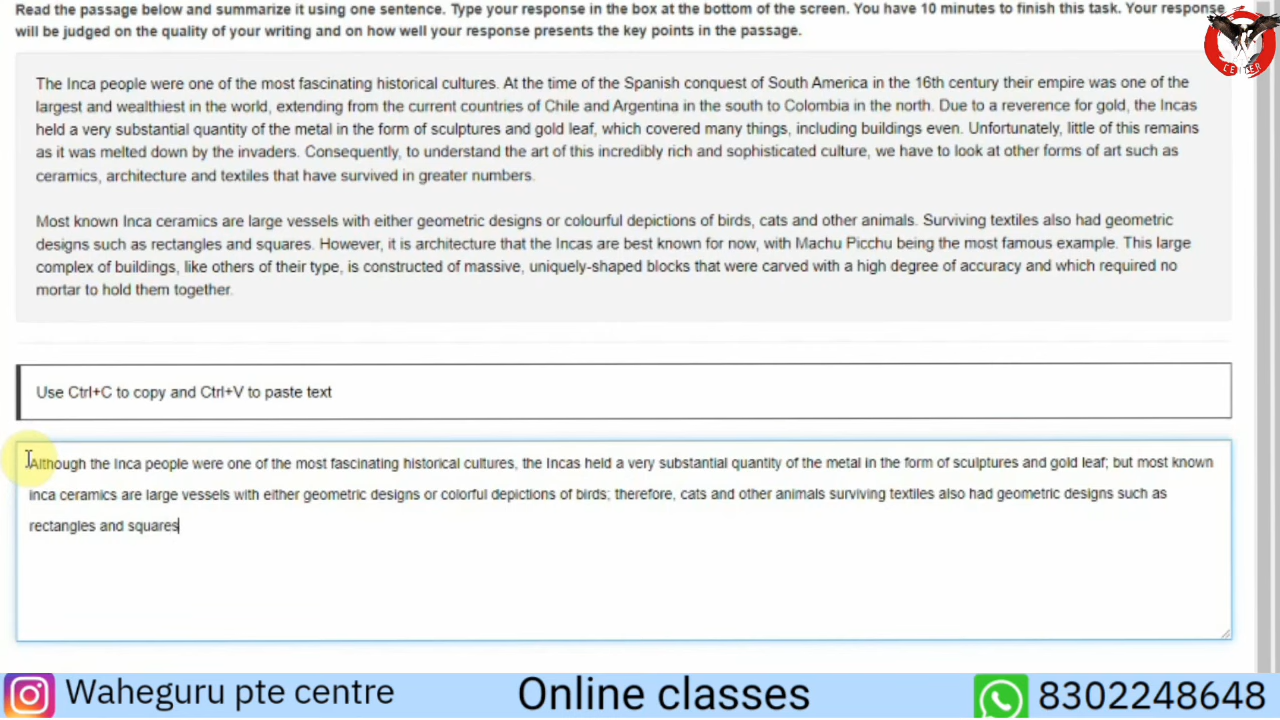 Read the passage below and summarize it using one sentence. Type your response in the box at the bottom of the screen. You have 10 minutes to finish this task. Your response
will be judged on the quality of your writing and on how well your response presents the key points in the passage.
CENTER
The Inca people were one of the most fascinating historical cultures. At the time of the Spanish conquest of South America in the 16th century their empire was one of the
largest and wealthiest in the world, extending from the current countries of Chile and Argentina in the south to Colombia in the north. Due to a reverence for gold, the Incas
held a very substantial quantity of the metal in the form of sculptures and gold leaf, which covered many things, including buildings even. Unfortunately, little of this remains
as it was melted down by the invaders. Consequently, to understand the art of this incredibly rich and sophisticated culture, we have to look at other forms of art such as
ceramics, architecture and textiles that have survived in greater numbers.
Most known Inca ceramics are large vessels with either geometric designs or colourful depictions of birds, cats and other animals. Surviving textiles also had geometric
designs such as rectangles and squares. However, it is architecture that the Incas are best known for now, with Machu Picchu being the most famous example. This large
complex of buildings, like others of their type, is constructed of massive, uniquely-shaped blocks that were carved with a high degree of accuracy and which required no
mortar to hold them together.
Use Ctrl+C to copy and Ctrl+V to paste text
Although the Inca people were one of the most fascinating historical cultures, the Incas held a very substantial quantity of the metal in the form of sculptures and gold leaf; but most known
inca ceramics are large vessels with either geometric designs or colorful depictions of birds; therefore, cats and other animals surviving textiles also had geometric designs such as
rectangles and squares
Waheguru pte centre
Online classes
8302248648